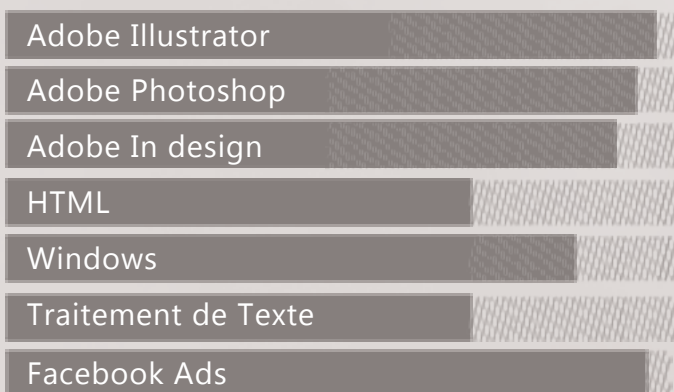 Adobe Illustrator
Adobe Photoshop
Adobe In design
HTML
Windows
Traitement de Texte
Facebook Ads